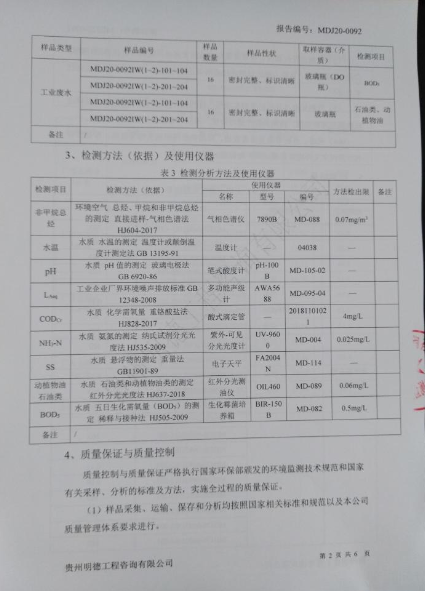 报告编号：MDJ20-0092
样品类型 样品编号 样品数量 样品性状 取样容器（介质） 检测项目
工业废水 MDJ20-0092IW(1~2)-101~104 16 密封完整、标识清晰 玻璃瓶（DO瓶） BOD₅
MDJ20-0092IW(1~2)-201~204
MDJ20-0092IW(1~2)-101~104 16 密封完整、标识清晰 玻璃瓶 石油类、动植物油
MDJ20-0092IW(1~2)-201~204
备注 /
3、检测方法（依据）及使用仪器
表 3 检测分析方法及使用仪器
检测项目 检测方法（依据） 使用仪器 方法检出限 备注
名称 型号 编号
非甲烷总烃 环境空气 总烃、甲烷和非甲烷总烃的测定 直接进样-气相色谱法 HJ604-2017 气相色谱仪 7890B MD-088 0.07mg/m³
水温 水质 水温的测定 温度计或颠倒温度计测定法 GB 13195-91 温度计 — 04038 —
pH 水质 pH 值的测定 玻璃电极法 GB 6920-86 笔式酸度计 pH-100B MD-105-02 —
Leq 工业企业厂界环境噪声排放标准 GB 12348-2008 多功能声级计 AWA5688 MD-095-04 —
CODcr 水质 化学需氧量 重铬酸盐法 HJ828-2017 酸式滴定管 — 20181101021 4mg/L
NH₃-N 水质 氨氮的测定 纳氏试剂分光光度法 HJ535-2009 紫外-可见分光光度计 UV-9600 MD-004 0.025mg/L
SS 水质 悬浮物的测定 重量法 GB11901-89 电子天平 FA2004N MD-114 —
动植物油 石油类 水质 石油类和动植物油类的测定 红外分光光度法 HJ637-2018 红外分光测油仪 OIL460 MD-089 0.06mg/L
BOD₅ 水质 五日生化需氧量（BOD₅）的测定 稀释与接种法 HJ505-2009 生化霉菌培养箱 BIR-150B MD-082 0.5mg/L
备注 /
4、质量保证与质量控制
质量控制与质量保证严格执行国家环保部颁发的环境监测技术规范和国家
有关采样、分析的标准及方法，实施全过程的质量保证。
（1）样品采集、运输、保存和分析均按照国家相关标准和规范以及本公司
质量管理体系要求进行。
贵州明德工程咨询有限公司
第 2 页 共 6 页